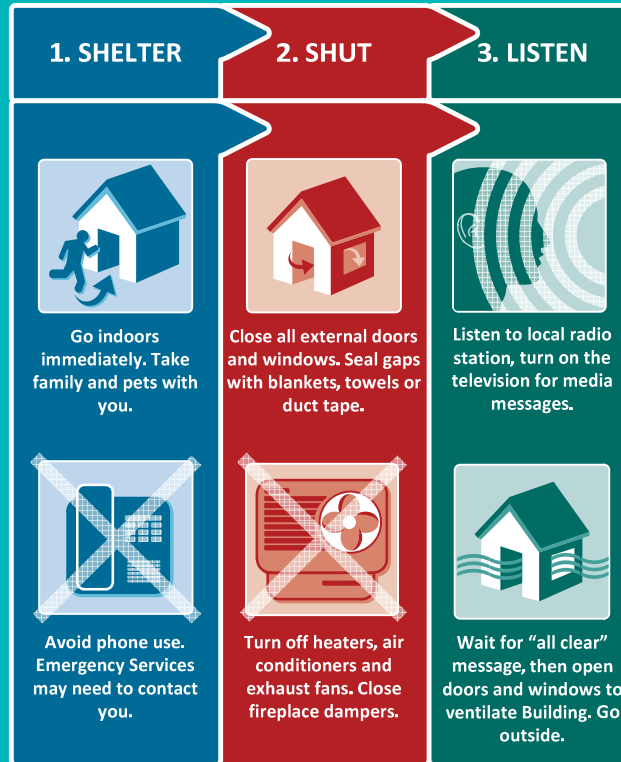 1. SHELTER
2. SHUT
3. LISTEN
Go indoors
immediately. Take
family and pets with
you.
Avoid phone use.
Emergency Services
may need to contact
you.
Close all external doors
and windows. Seal gaps
with blankets, towels or
duct tape.
Turn off heaters, air
conditioners and
exhaust fans. Close
fireplace dampers.
Listen to local radio
station, turn on the
television for media
messages.
Wait for “all clear”
message, then open
doors and windows to
ventilate Building. Go
outside.